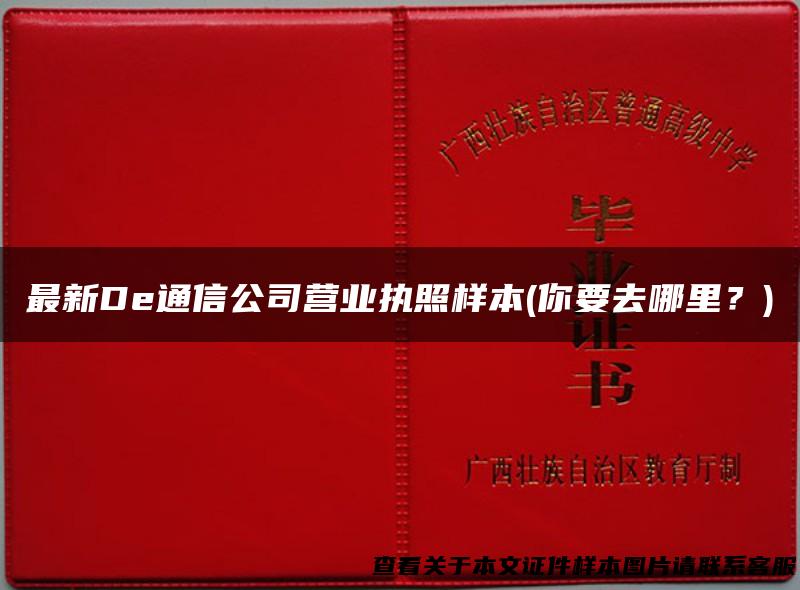 广西壮族自治区普通高级中学
毕业证书
最新De通信公司营业执照样本(你要去哪里？)
广西壮族自治区教育厅制
查看关于本文证件样本图片请联系客服